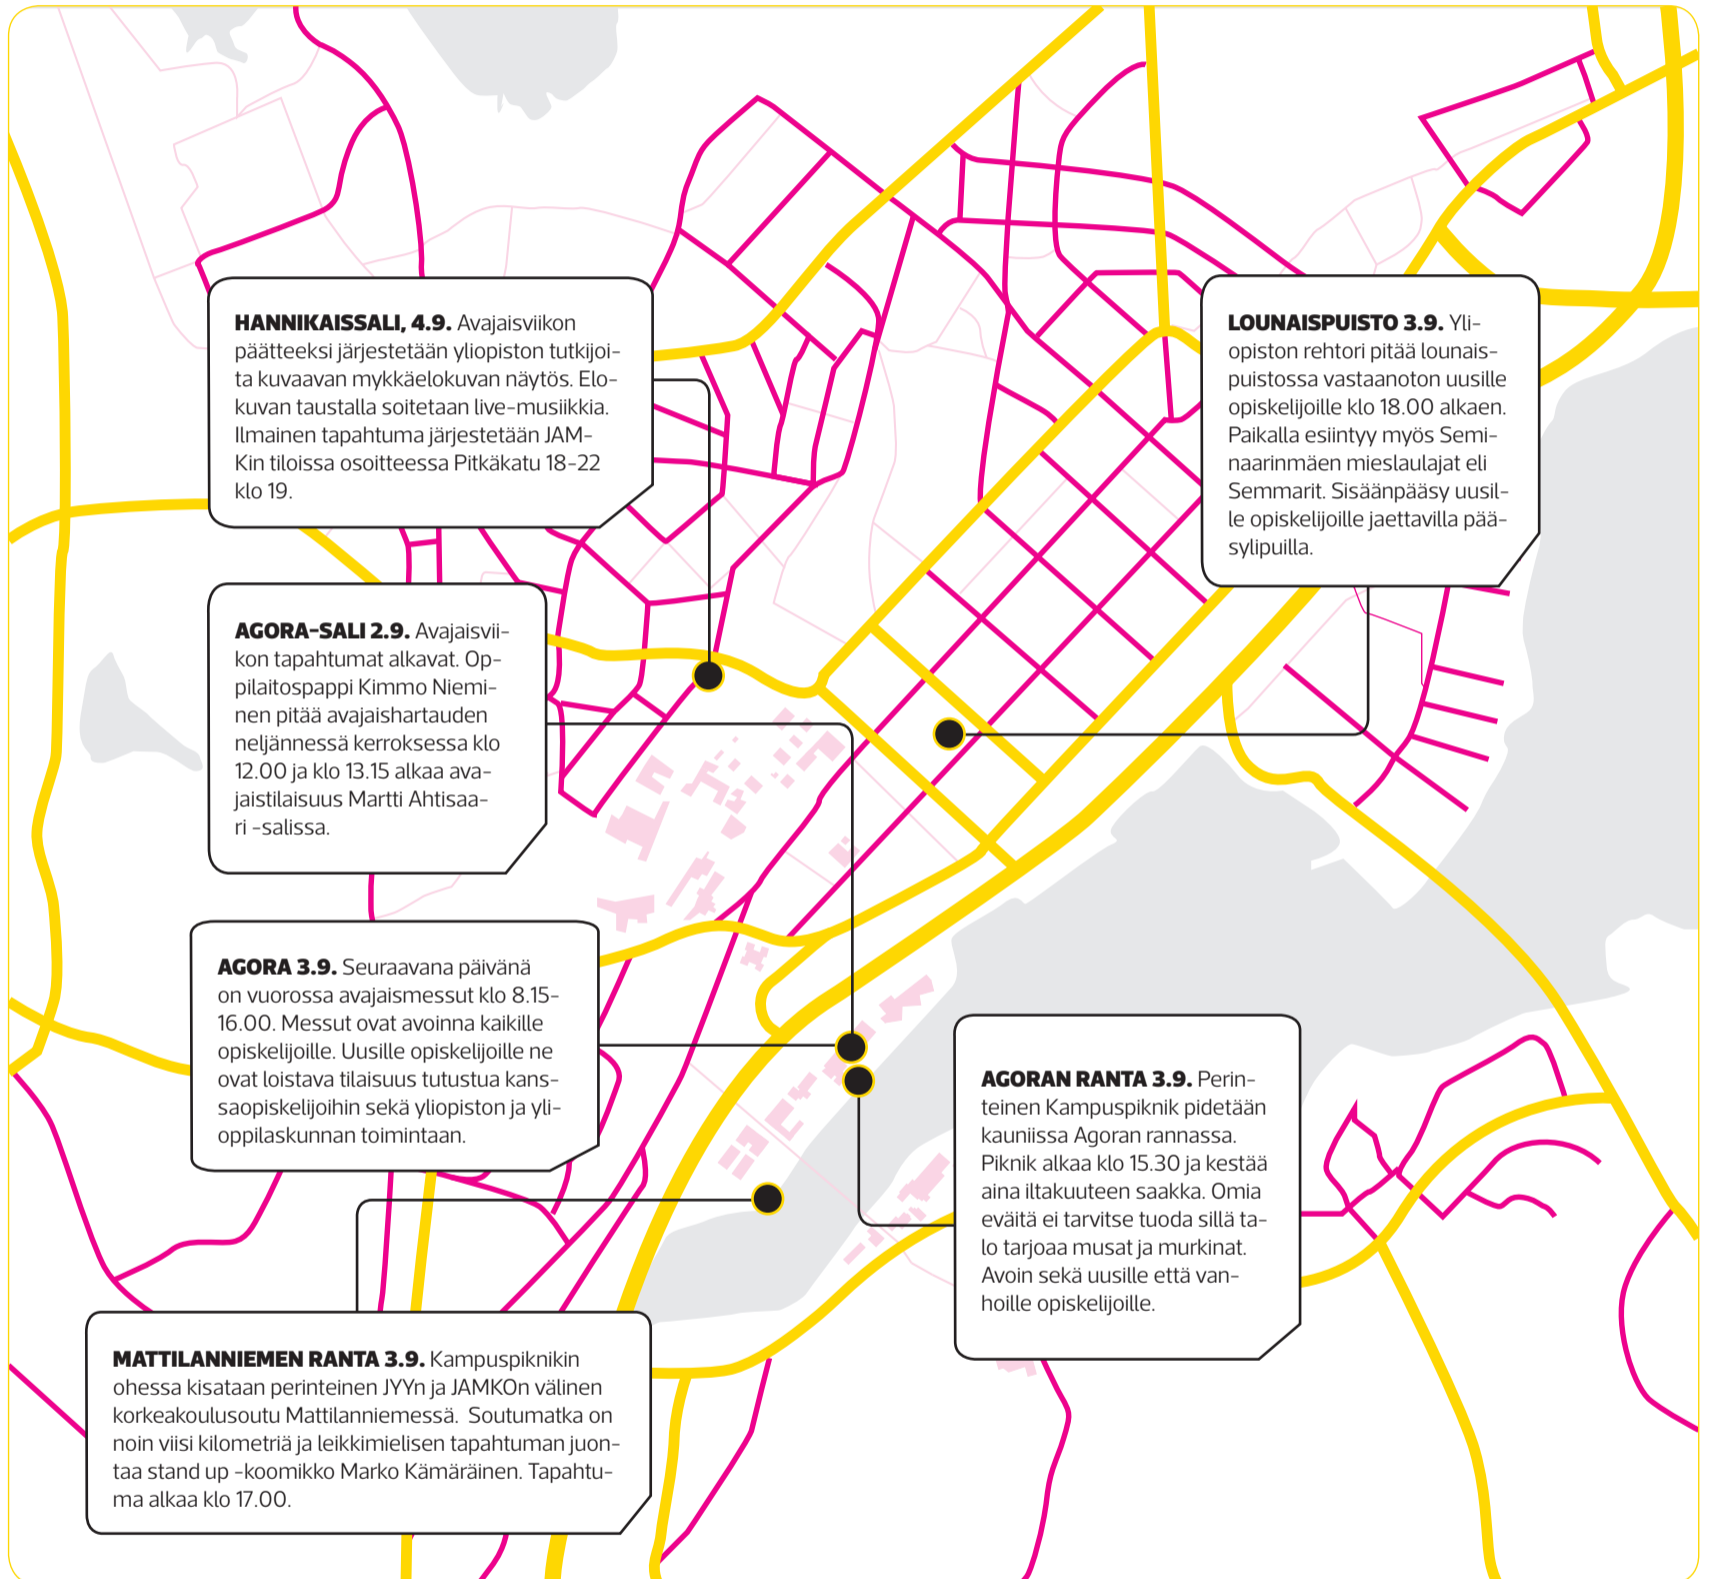 HANNIKAISSALI, 4.9. Avajaisviikon
päätteeksi järjestetään yliopiston tutkijoi-
ta kuvaavan mykkäelokuvan näytös. Elo-
kuvan taustalla soitetaan live-musiikkia.
Ilmainen tapahtuma järjestetään JAM-
Kin tiloissa osoitteessa Pitkäkatu 18-22
klo 19.
LOUNAISPUISTO 3.9. Yli-
opiston rehtori pitää lounais-
puistossa vastaanoton uusille
opiskelijoille klo 18.00 alkaen.
Paikalla esiintyy myös Semi-
naarinmäen mieslaulajat eli
Semmarit. Sisäänpääsy uusil-
le opiskelijoille jaettavilla pää-
sylipuilla.
AGORA-SALI 2.9. Avajaisvii-
kon tapahtumat alkavat. Op-
pilaitospappi Kimmo Niemi-
nen pitää avajaishartauden
neljännessä kerroksessa klo
12.00 ja klo 13.15 alkaa ava-
jaistilaisuus Martti Ahtisaa-
ri -salissa.
AGORA 3.9. Seuraavana päivänä
on vuorossa avajaismessut klo 8.15-
16.00. Messut ovat avoinna kaikille
opiskelijoille. Uusille opiskelijoille ne
ovat loistava tilaisuus tutustua kans-
saopiskelijoihin sekä yliopiston ja yli-
oppilaskunnan toimintaan.
AGORAN RANTA 3.9. Perin-
teinen Kampuspiknik pidetään
kauniissa Agoran rannassa.
Piknik alkaa klo 15.30 ja kestää
aina iltakuuteen saakka. Omia
eväitä ei tarvitse tuoda sillä ta-
lo tarjoaa musat ja murkinat.
Avoin sekä uusille että van-
hoille opiskelijoille.
MATTILANNIEMEN RANTA 3.9. Kampuspiknikin
ohessa kisataan perinteinen JYYn ja JAMKOn välinen
korkeakoulusoutu Mattilanniemessä. Soutumatka on
noin viisi kilometriä ja leikkimielisen tapahtuman juon-
taa stand up -koomikko Marko Kämäräinen. Tapahtu-
ma alkaa klo 17.00.